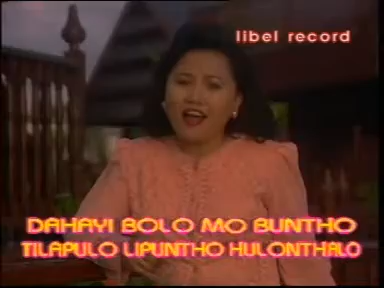 libel record
DAHAYI BOLO MO BUNTHO
TILAPULO LIPUNTHO HULONTHALO